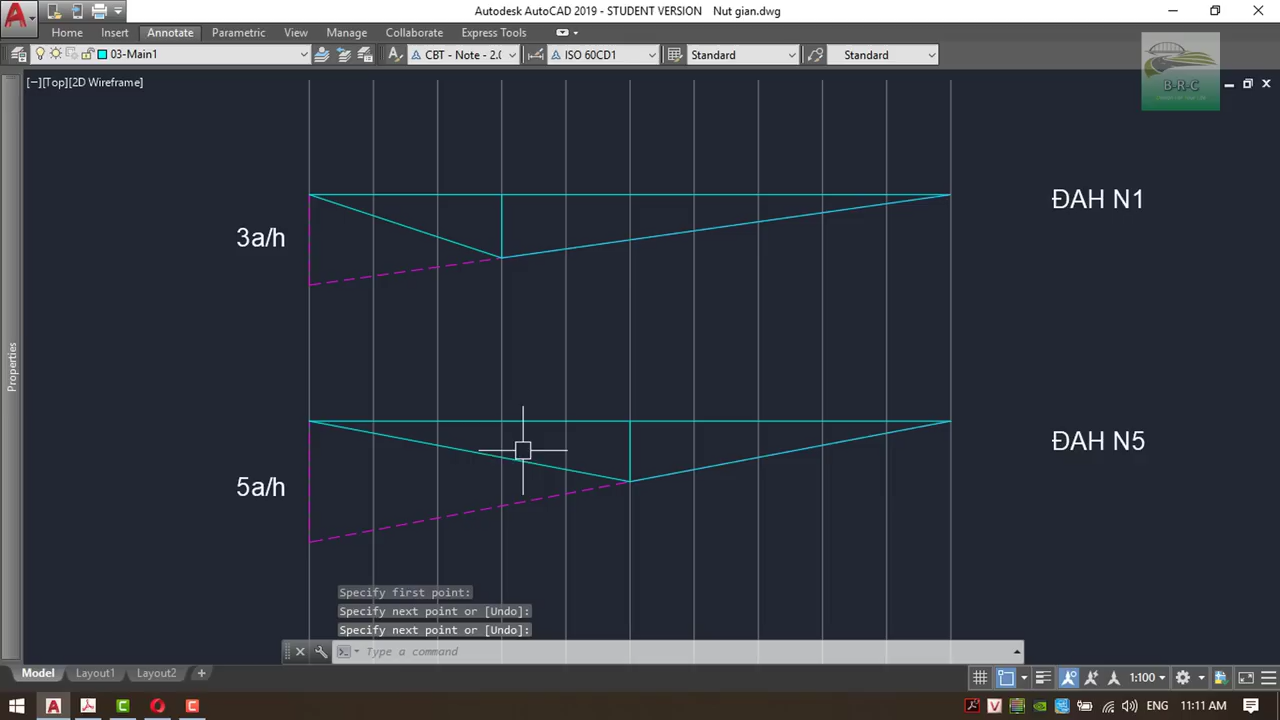 Autodesk AutoCAD 2019 - STUDENT VERSION Nut gian.dwg
Home Insert Annotate Parametric View Manage Collaborate Express Tools
03-Main1 CBT - Note - 2.0 ISO 60CD1 Standard Standard
[−][Top][2D Wireframe]
B-R-C
ĐAH N1
3a/h
Properties
ĐAH N5
5a/h
Specify first point:
Specify next point or [Undo]:
Specify next point or [Undo]:
Type a command
Model Layout1 Layout2 +
1:100
ENG 11:11 AM